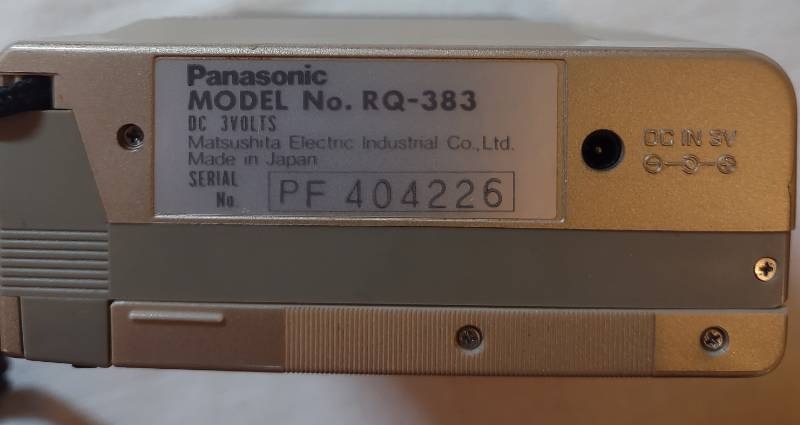 Panasonic
MODEL No. RQ-383
DC 3VOLTS
Matsushita Electric Industrial Co.,Ltd.
Made in Japan
SERIAL No. PF 404226
DC IN 3V